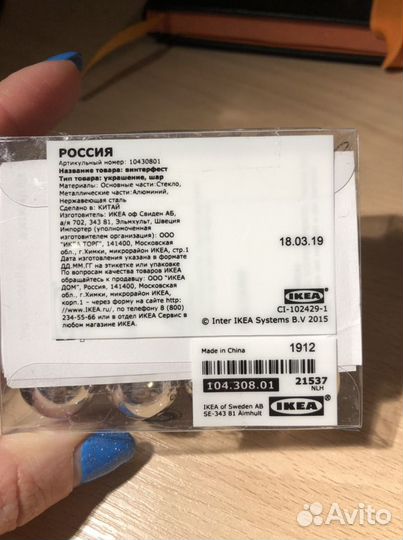 РОССИЯ
Артикульный номер: 10430801
Название товара: винтерфест
Тип товара: украшение, шар
Материалы: Основные части:Стекло,
Металлические части:Алюминий,
Нержавеющая сталь
Сделано в: КИТАЙ
Изготовитель: ИКЕА оф Свиден АБ,
а/я 702, 343 81, Эльмхульт, Швеция
Импортер (уполномоченная
изготовителем организация): ООО
"ИКЕА ТОРГ", 141400, Московская
обл., г.Химки, микрорайон ИКЕА, стр.1
Дата изготовления указана в формате
ДД.ММ.ГГ на этикетке или упаковке
По вопросам качества товаров ИКЕА
обращайтесь к продавцу: ООО "ИКЕА
ДОМ", Россия, 141400, Московская
обл., г.Химки, микрорайон ИКЕА,
корп.1 - через форму на сайте http:
//www.IKEA.ru/, по телефону 8 (800)
234-55-66 или в отдел ИКЕА Сервис в
любом магазине ИКЕА.
18.03.19
IKEA
CI-102429-1
© Inter IKEA Systems B.V 2015
Made in China
1912
104.308.01
21537
NLH
IKEA of Sweden AB
SE-343 81 Älmhult
IKEA
Avito